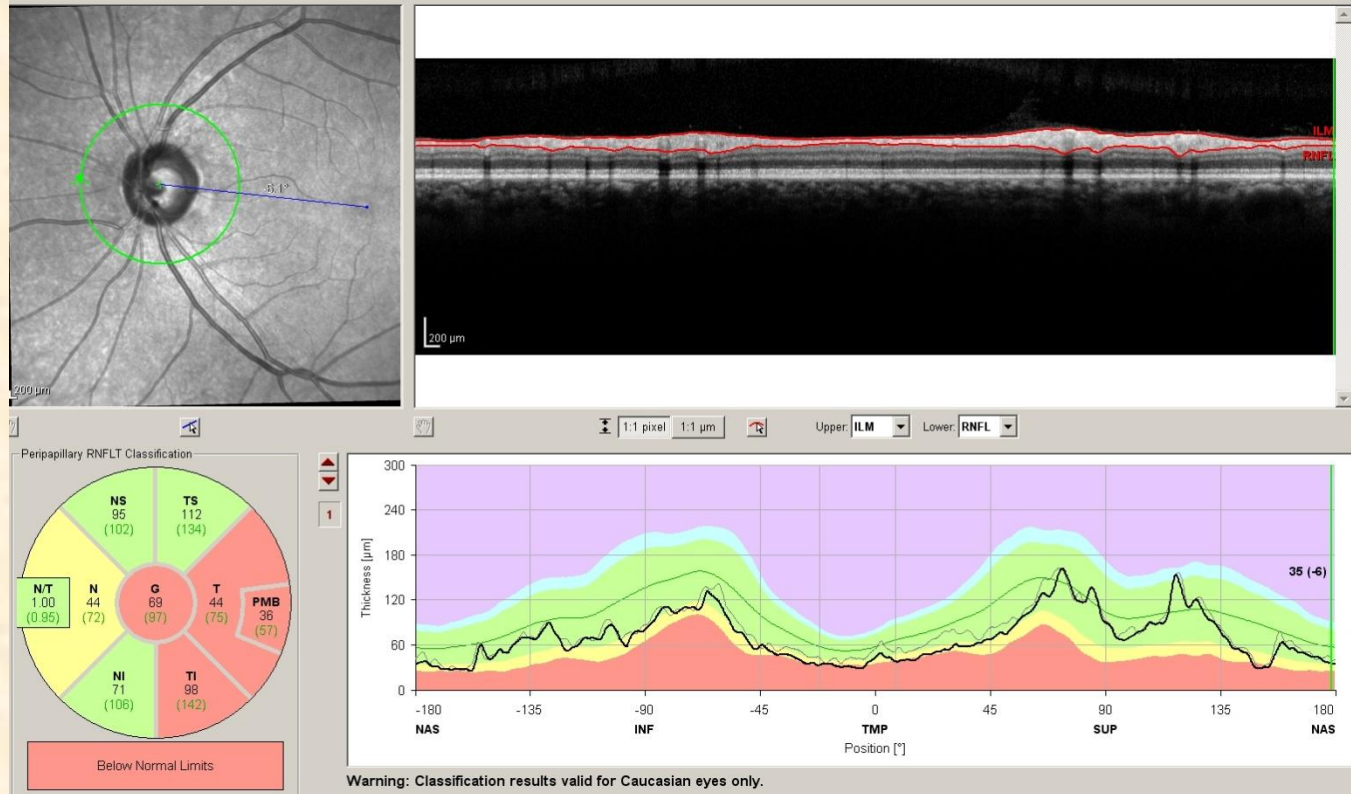 8.1°
200 µm
ILM
RNFL
200 µm
1:1 pixel 1:1 µm Upper: ILM Lower: RNFL
Peripapillary RNFLT Classification
NS
95
(102)
TS
112
(134)
N/T
1.00
(0.95)
N
44
(72)
G
69
(97)
T
44
(75)
PMB
36
(57)
NI
71
(106)
TI
98
(142)
Below Normal Limits
1
Thickness [µm]
300
240
180
120
60
0
35 (-6)
-180 -135 -90 -45 0 45 90 135 180
NAS INF TMP SUP NAS
Position [°]
Warning: Classification results valid for Caucasian eyes only.